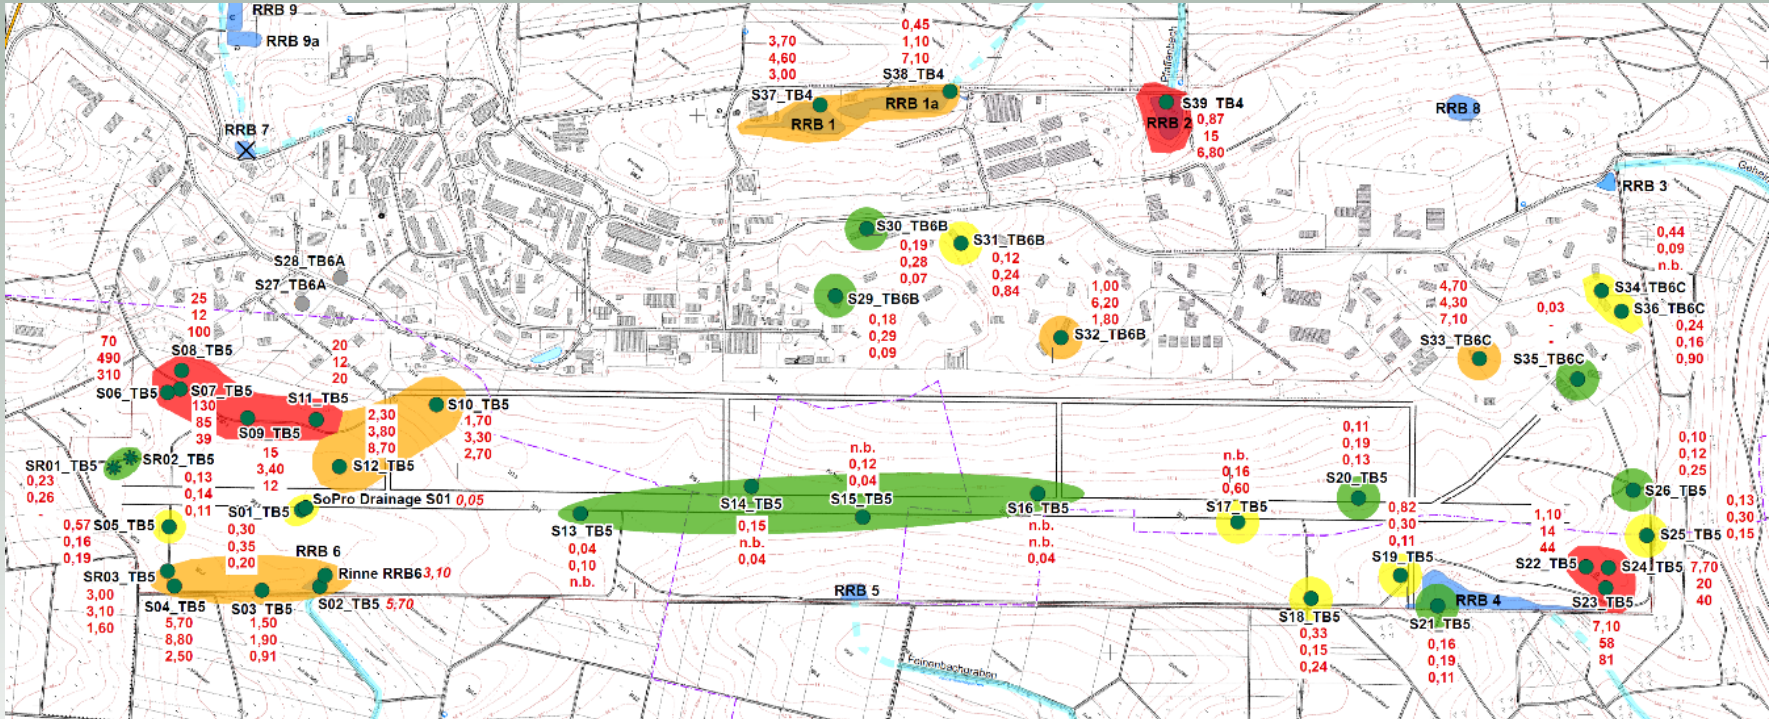 RRB 9
C
RRB 9a
RRB 7
0,45
1,10
7,10
3,70
4,60
3,00
S38_TB4
S37_TB4
RRB 1a
RRB 1
S39_TB4
RRB 2
0,87
15
6,80
RRB 8
RRB 3
S30_TB6B
0,19
0,28
0,07
S31_TB6B
0,12
0,24
0,84
S28_TB6A
S27_TB6A
S29_TB6B
0,18
0,29
0,09
1,00
6,20
1,80
S32_TB6B
0,44
0,09
n.b.
S34_TB6C
S36_TB6C
0,24
0,16
0,90
4,70
4,30
7,10
S33_TB6C
0,03
-
-
S35_TB6C
25
12
100
S08_TB5
70
490
310
S06_TB5
S07_TB5
130
85
39
20
12
20
S11_TB5
S09_TB5
15
3,40
12
2,30
3,80
8,70
S12_TB5
S10_TB5
1,70
3,30
2,70
SR01_TB5
0,23
0,26
-
SR02_TB5
0,13
0,14
0,11
SoPro Drainage S01 0,05
S01_TB5
0,30
0,35
0,20
0,57
0,16
0,19
S05_TB5
RRB 6
Rinne RRB6 3,10
SR03_TB5
3,00
3,10
1,60
S04_TB5
5,70
8,80
2,50
S03_TB5
1,50
1,90
0,91
S02_TB5 5,70
S13_TB5
0,04
0,10
n.b.
S14_TB5
0,15
n.b.
0,04
n.b.
0,12
0,04
S15_TB5
S16_TB5
n.b.
n.b.
0,04
n.b.
0,16
0,60
S17_TB5
0,11
0,19
0,13
S20_TB5
RRB 5
Feinenbachgraben
S18_TB5
0,33
0,15
0,24
0,82
0,30
0,11
S19_TB5
RRB 4
S21_TB5
0,16
0,19
0,11
1,10
14
44
S22_TB5
S24_TB5
7,70
20
40
S23_TB5
7,10
58
81
0,10
0,12
0,25
S26_TB5
S25_TB5
0,13
0,30
0,15